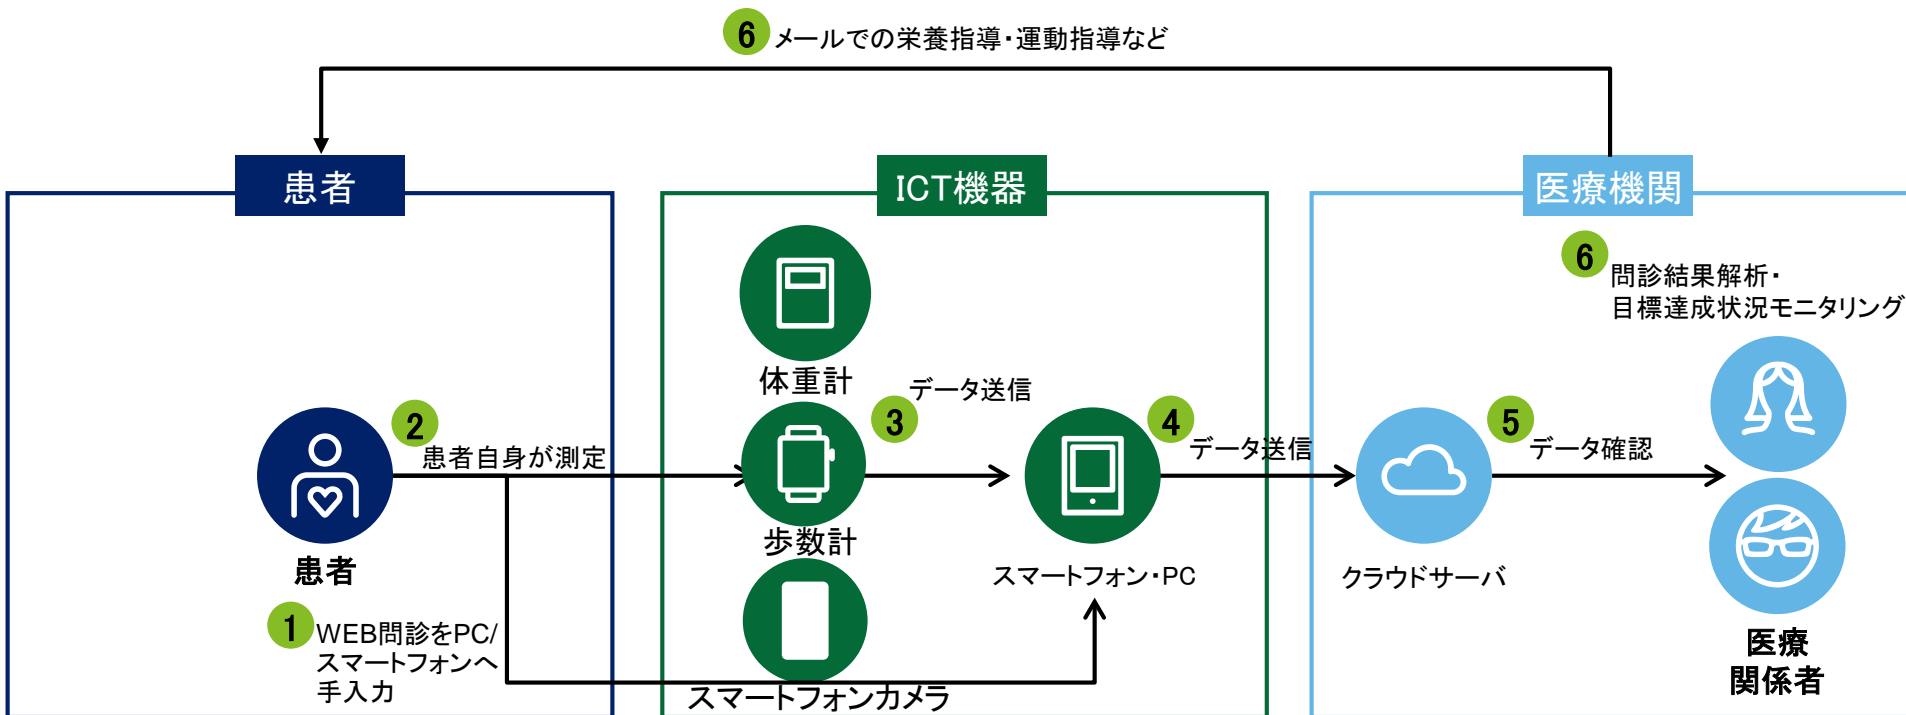 6 メールでの栄養指導・運動指導など
患者
ICT機器
医療機関
6 問診結果解析・
目標達成状況モニタリング
体重計
2 患者自身が測定
3 データ送信
4 データ送信
5 データ確認
歩数計
患者
スマートフォン・PC
クラウドサーバ
1 WEB問診をPC/
スマートフォンへ
手入力
スマートフォンカメラ
医療
関係者